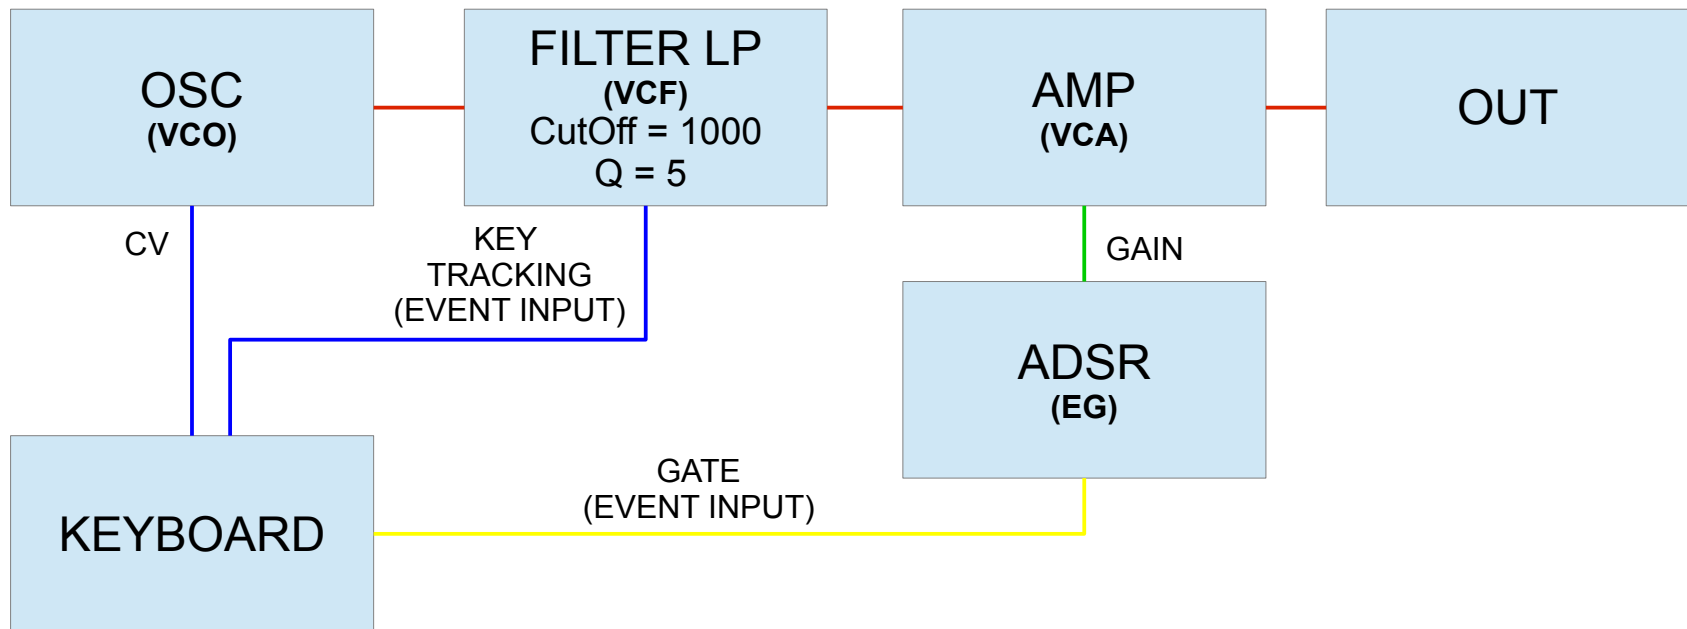 OSC
(VCO)
FILTER LP
(VCF)
CutOff = 1000
Q = 5
AMP
(VCA)
OUT
CV
KEY
TRACKING
(EVENT INPUT)
GAIN
ADSR
(EG)
KEYBOARD
GATE
(EVENT INPUT)